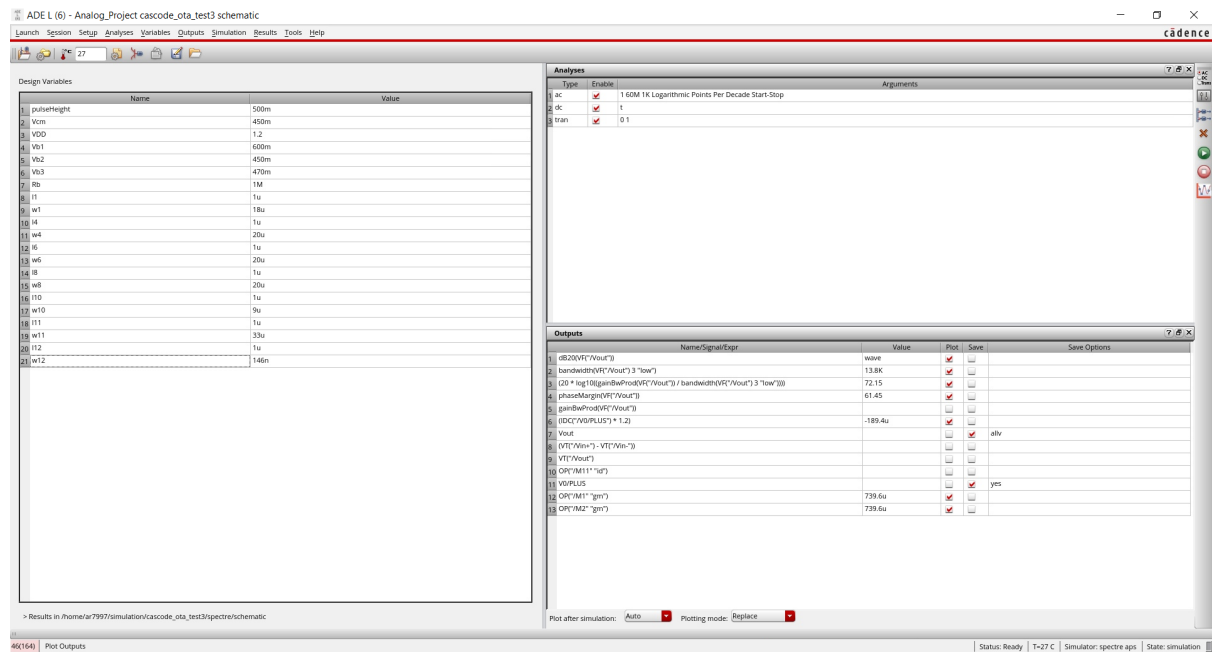 ADE L (6) - Analog_Project cascode_ota_test3 schematic
Launch Session Setup Analyses Variables Outputs Simulation Results Tools Help
cādence
27
Design Variables
Name Value
1 pulseHeight 500m
2 Vcm 450m
3 VDD 1.2
4 Vb1 600m
5 Vb2 450m
6 Vb3 470m
7 Rb 1M
8 l1 1u
9 w1 18u
10 l4 1u
11 w4 20u
12 l6 1u
13 w6 20u
14 l8 1u
15 w8 20u
16 l10 1u
17 w10 9u
18 l11 1u
19 w11 33u
20 l12 1u
21 w12 146n
> Results in /home/ar7997/simulation/cascode_ota_test3/spectre/schematic
Analyses
Type Enable Arguments
1 ac 1 60M 1K Logarithmic Points Per Decade Start-Stop
2 dc t
3 tran 0 1
AC
DC
Trans
Outputs
Name/Signal/Expr Value Plot Save Save Options
1 dB20(VF("/Vout")) wave
2 bandwidth(VF("/Vout") 3 "low") 13.8K
3 (20 * log10((gainBwProd(VF("/Vout")) / bandwidth(VF("/Vout") 3 "low")))) 72.15
4 phaseMargin(VF("/Vout")) 61.45
5 gainBwProd(VF("/Vout"))
6 (IDC("/V0/PLUS") * 1.2) -189.4u
7 Vout allv
8 (VT("/Vin+") - VT("/Vin-"))
9 VT("/Vout")
10 OP("/M11" "id")
11 V0/PLUS yes
12 OP("/M1" "gm") 739.6u
13 OP("/M2" "gm") 739.6u
Plot after simulation: Auto Plotting mode: Replace
46(164) Plot Outputs
Status: Ready T=27 C Simulator: spectre aps State: simulation